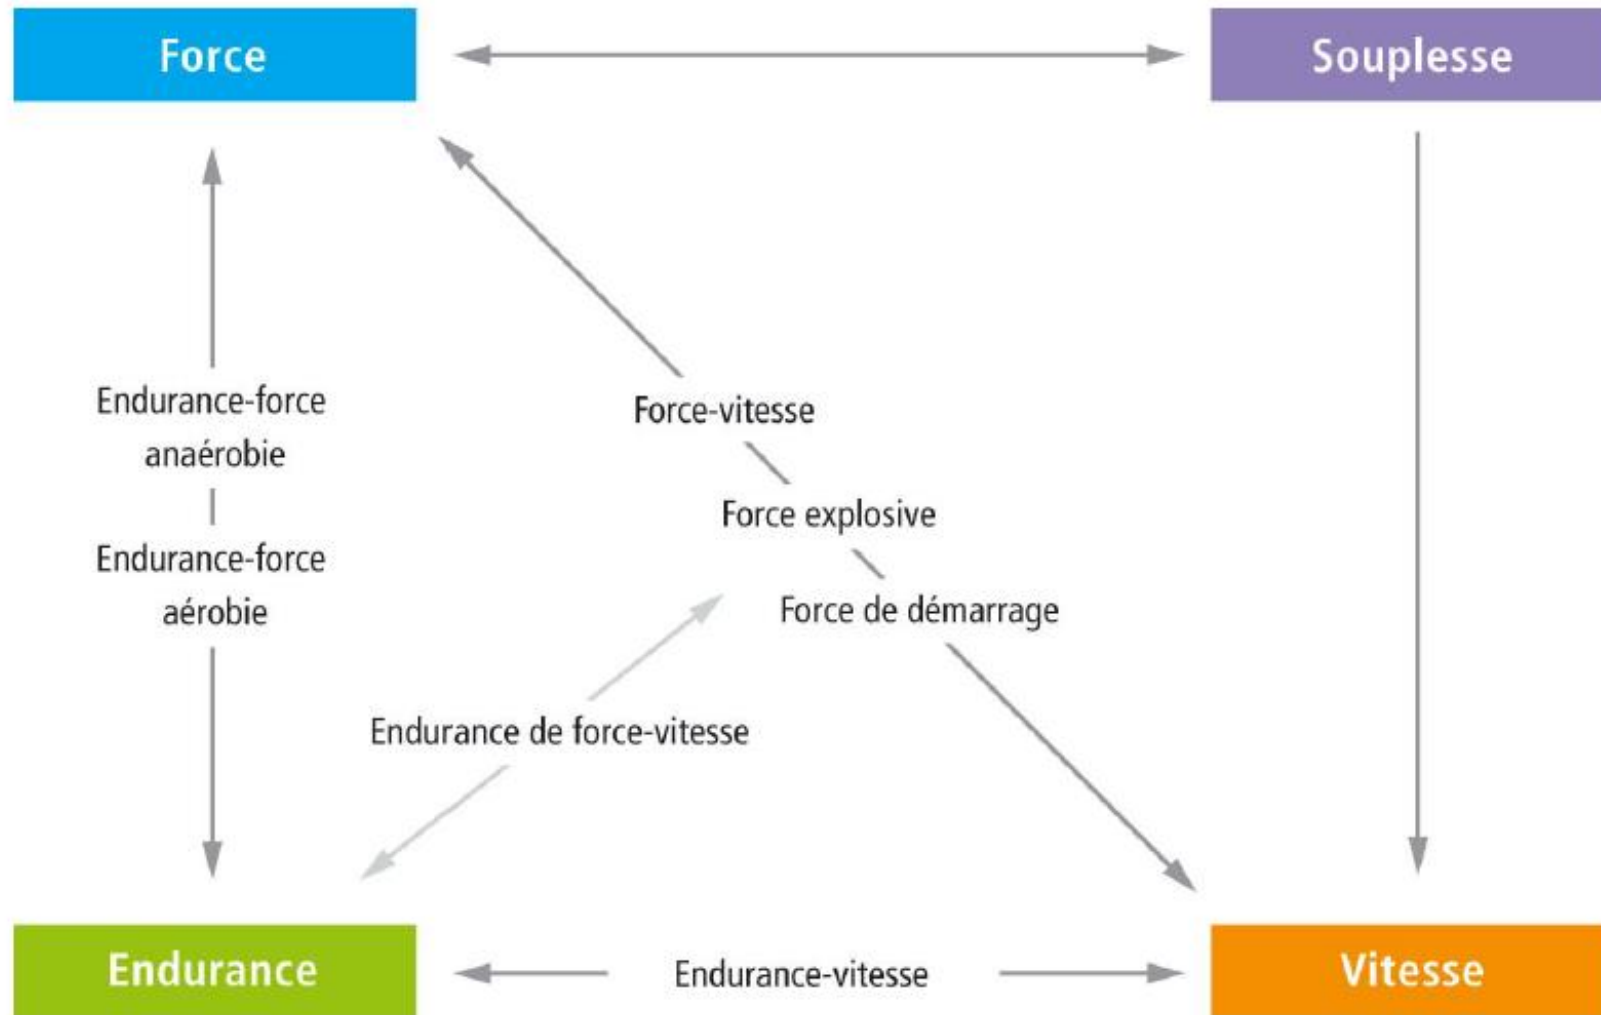 Force
Souplesse
Endurance-force
anaérobie
Endurance-force
aérobie
Force-vitesse
Force explosive
Force de démarrage
Endurance de force-vitesse
Endurance
Endurance-vitesse
Vitesse